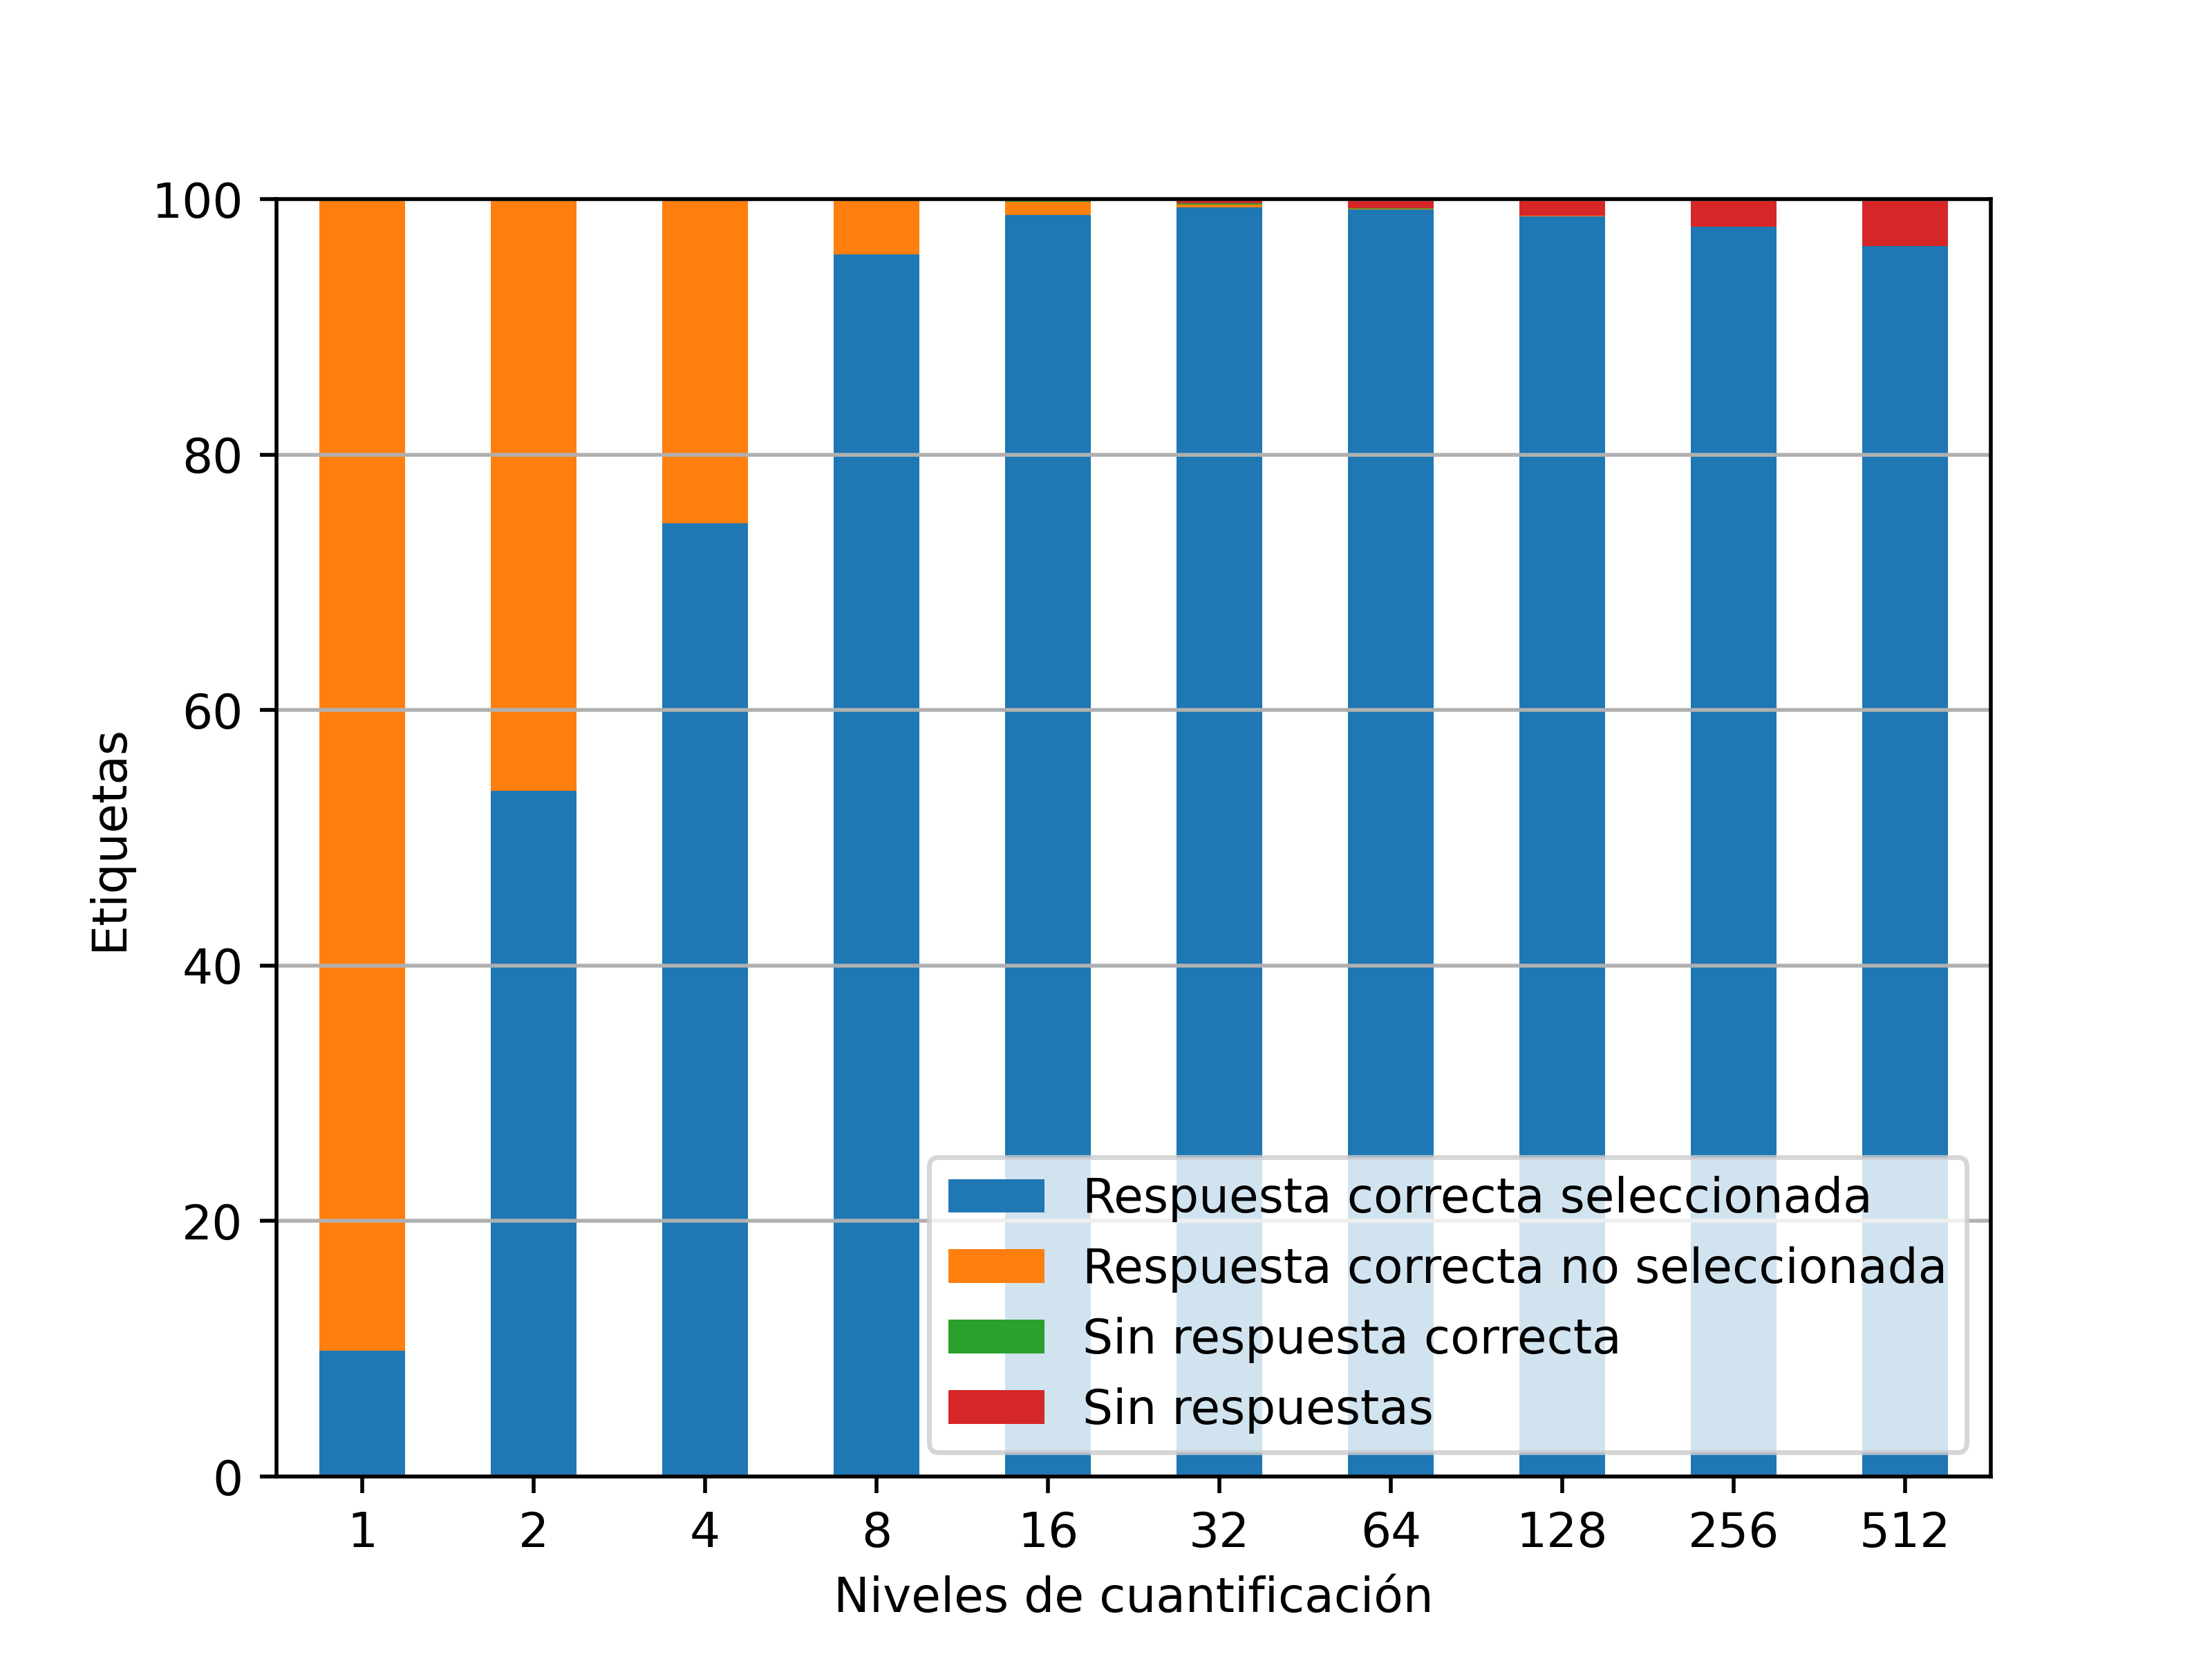 100
80
60
40
20
0
Etiquetas
Respuesta correcta seleccionada
Respuesta correcta no seleccionada
Sin respuesta correcta
Sin respuestas
1 2 4 8 16 32 64 128 256 512
Niveles de cuantificación